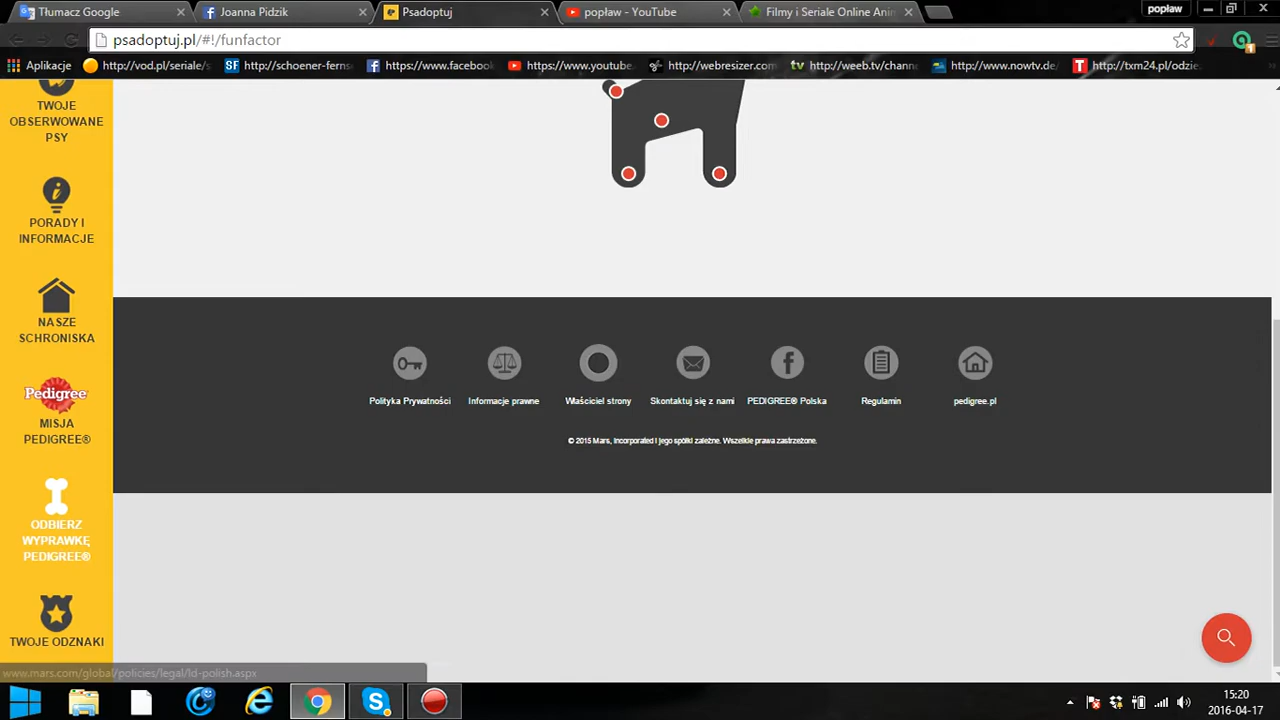 Tłumacz Google
Joanna Pidzik
Psadoptuj
popław - YouTube
Filmy i Seriale Online Ani
popław
psadoptuj.pl/#!/funfactor
Aplikacje
http://vod.pl/seriale/s
SF http://schoener-ferns
https://www.facebook
https://www.youtube.
http://webresizer.com
tv http://weeb.tv/chann
http://www.nowtv.de/
T http://txm24.pl/odzie
1
TWOJE
OBSERWOWANE
PSY
PORADY I
INFORMACJE
NASZE
SCHRONISKA
Pedigree
MISJA
PEDIGREE®
ODBIERZ
WYPRAWKĘ
PEDIGREE®
TWOJE ODZNAKI
Polityka Prywatności
Informacje prawne
Właściciel strony
Skontaktuj się z nami
PEDIGREE® Polska
Regulamin
pedigree.pl
© 2015 Mars, Incorporated i jego spółki zależne. Wszelkie prawa zastrzeżone.
www.mars.com/global/policies/legal/ld-polish.aspx
15:20
2016-04-17